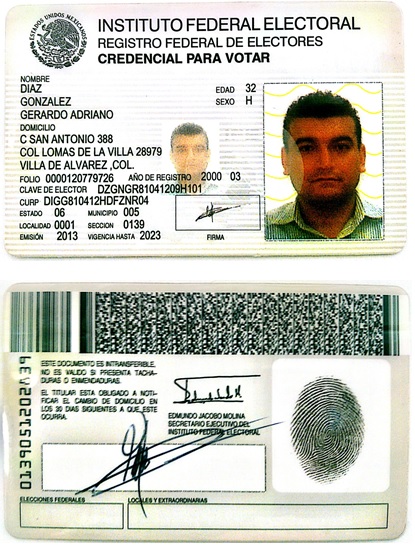 ESTADOS UNIDOS MEXICANOS
INSTITUTO FEDERAL ELECTORAL
REGISTRO FEDERAL DE ELECTORES
CREDENCIAL PARA VOTAR
NOMBRE
DIAZ
GONZALEZ
GERARDO ADRIANO
EDAD 32
SEXO H
DOMICILIO
C SAN ANTONIO 388
COL LOMAS DE LA VILLA 28979
VILLA DE ALVAREZ ,COL.
FOLIO 0000120779726 AÑO DE REGISTRO 2000 03
CLAVE DE ELECTOR DZGNGR81041209H101
CURP DIGG810412HDFZNR04
ESTADO 06 MUNICIPIO 005
LOCALIDAD 0001 SECCIÓN 0139
EMISIÓN 2013 VIGENCIA HASTA 2023
FIRMA
ESTE DOCUMENTO ES INTRANSFERIBLE,
NO ES VALIDO SI PRESENTA TACHA-
DURAS O ENMENDADURAS.
EL TITULAR ESTA OBLIGADO A NOTI-
FICAR EL CAMBIO DE DOMICILIO EN
LOS 30 DIAS SIGUIENTES A QUE ESTE
OCURRA.
EDMUNDO JACOBO MOLINA
SECRETARIO EJECUTIVO DEL
INSTITUTO FEDERAL ELECTORAL
ELECCIONES FEDERALES
LOCALES Y EXTRAORDINARIAS